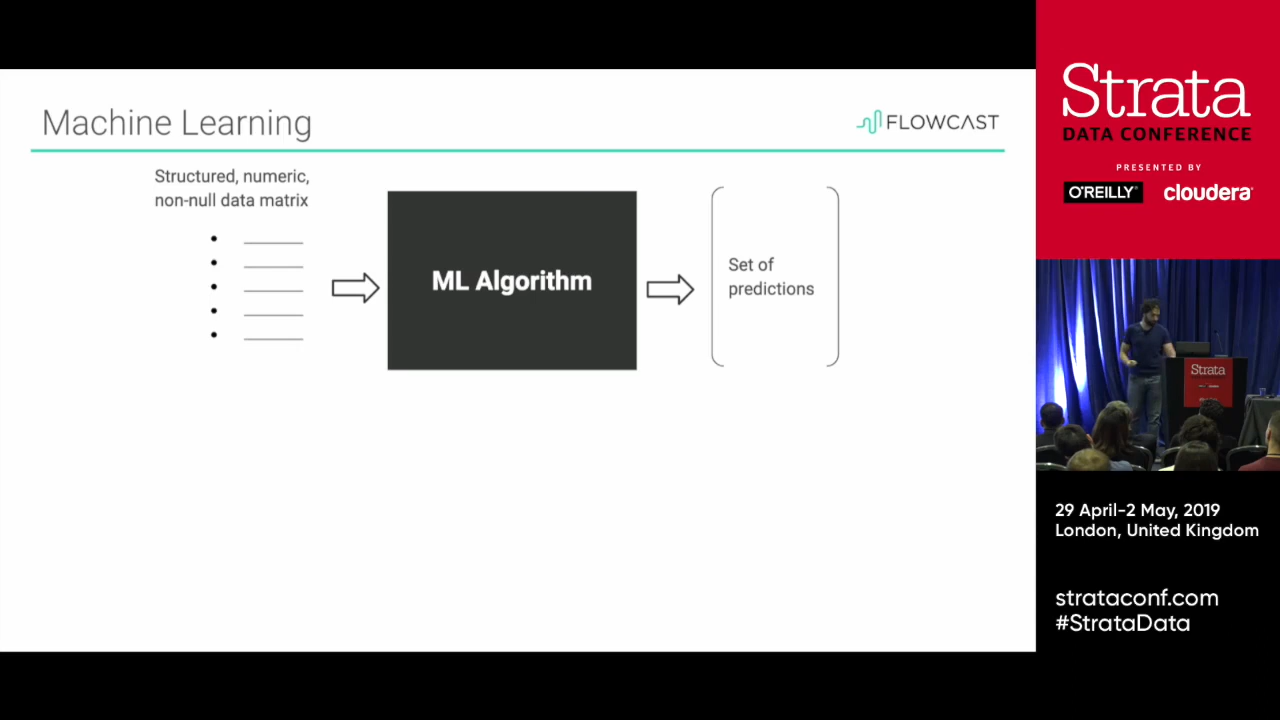 Machine Learning
FLOWCAST
Structured, numeric,
non-null data matrix
ML Algorithm
Set of
predictions
Strata
DATA CONFERENCE
PRESENTED BY
O'REILLY
cloudera
Strata
29 April-2 May, 2019
London, United Kingdom
strataconf.com
#StrataData